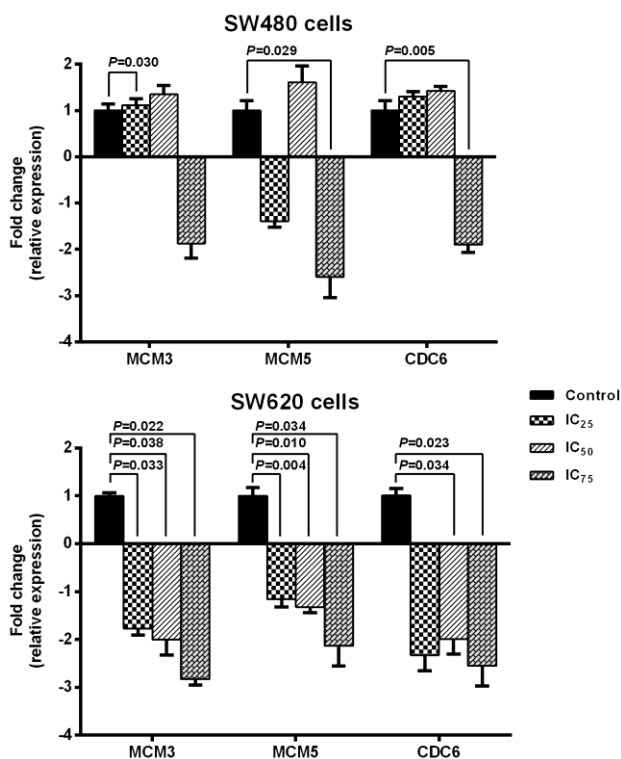 SW480 cells
P=0.030
P=0.029
P=0.005
Fold change
(relative expression)
2
1
0
-1
-2
-3
-4
MCM3 MCM5 CDC6
SW620 cells
P=0.022
P=0.038
P=0.033
P=0.034
P=0.010
P=0.004
P=0.023
P=0.034
Fold change
(relative expression)
2
1
0
-1
-2
-3
-4
MCM3 MCM5 CDC6
Control
IC25
IC50
IC75